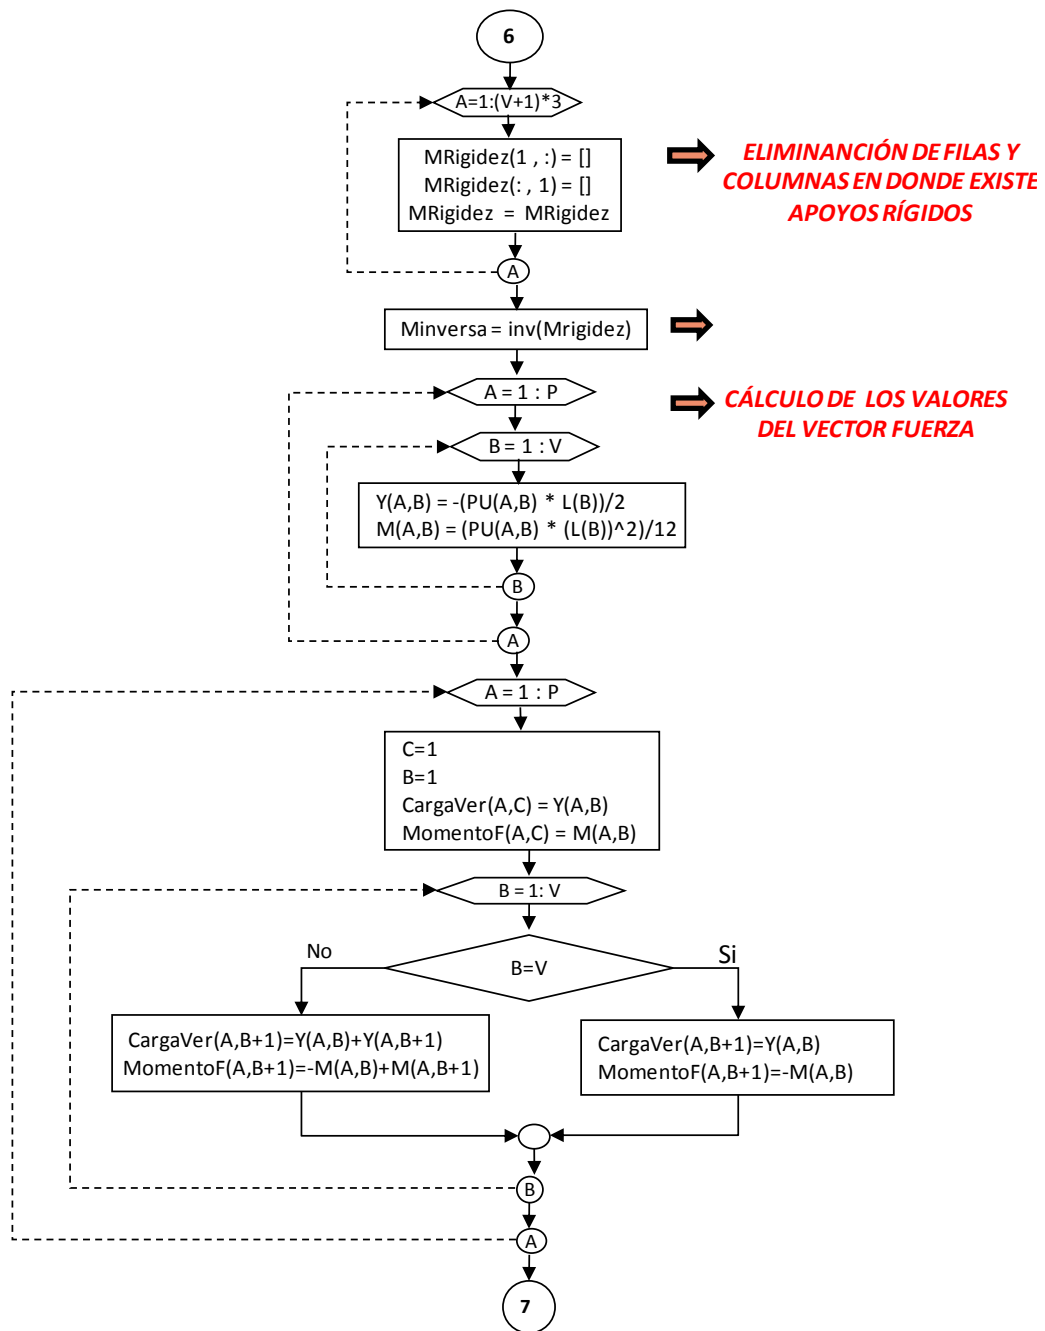 6
A=1:(V+1)*3
MRigidez(1 , :) = []
MRigidez(: , 1) = []
MRigidez = MRigidez
ELIMINANCIÓN DE FILAS Y
COLUMNAS EN DONDE EXISTE
APOYOS RÍGIDOS
A
Minversa = inv(Mrigidez)
A = 1 : P
CÁLCULO DE LOS VALORES
DEL VECTOR FUERZA
B = 1 : V
Y(A,B) = -(PU(A,B) * L(B))/2
M(A,B) = (PU(A,B) * (L(B))^2)/12
B
A
A = 1 : P
C=1
B=1
CargaVer(A,C) = Y(A,B)
MomentoF(A,C) = M(A,B)
B = 1: V
No
B=V
Si
CargaVer(A,B+1)=Y(A,B)+Y(A,B+1)
MomentoF(A,B+1)=-M(A,B)+M(A,B+1)
CargaVer(A,B+1)=Y(A,B)
MomentoF(A,B+1)=-M(A,B)
B
A
7